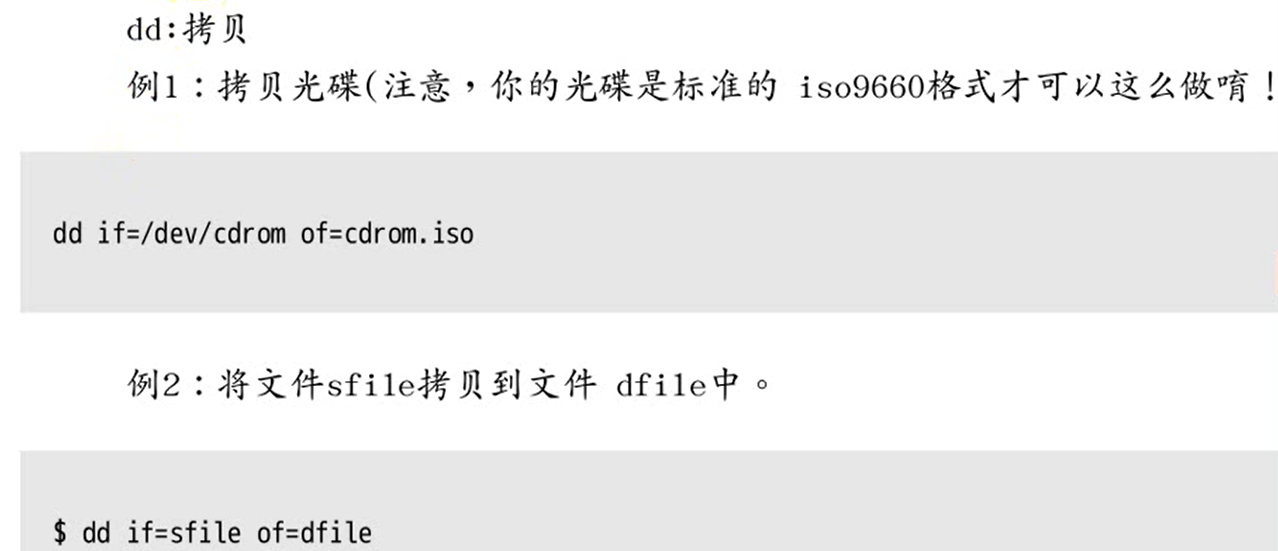 dd:拷贝
例1：拷贝光碟(注意，你的光碟是标准的 iso9660格式才可以这么做唷！
dd if=/dev/cdrom of=cdrom.iso
例2：将文件sfile拷贝到文件 dfile中。
$ dd if=sfile of=dfile